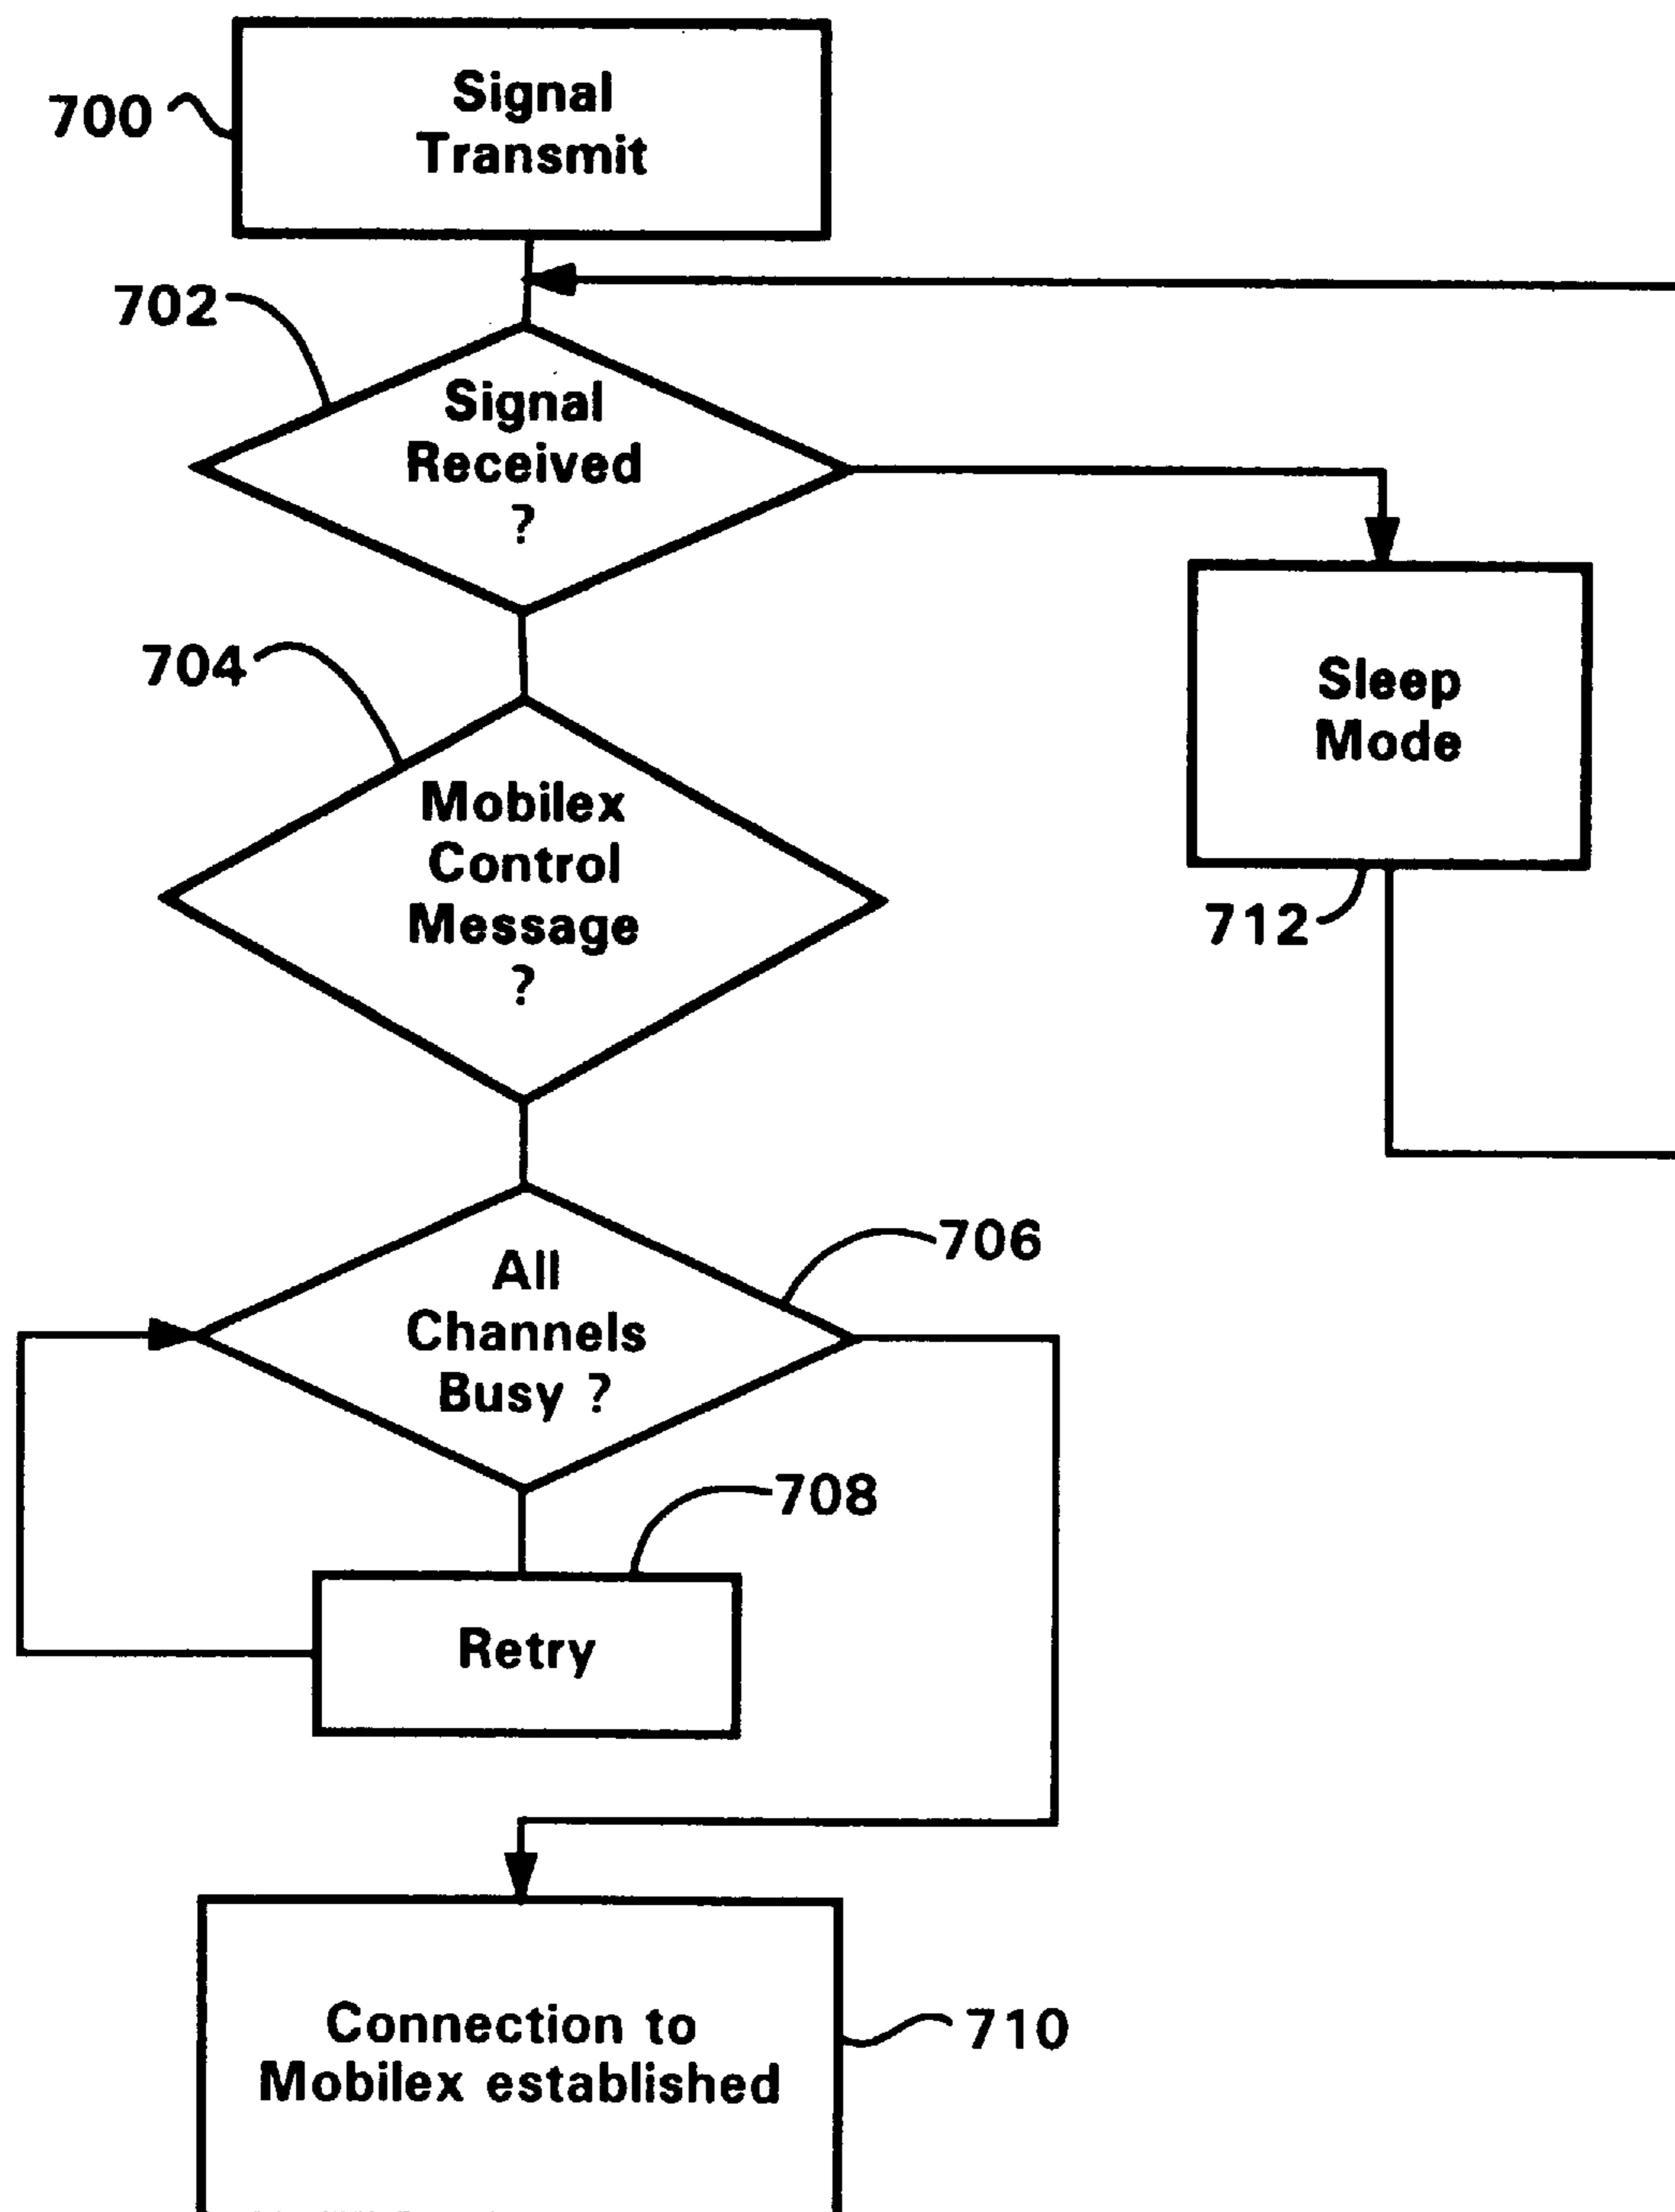 Signal
Transmit
700
702
Signal
Received
?
704
Mobilex
Control
Message
?
Sleep
Mode
712
706
All
Channels
Busy ?
708
Retry
Connection to
Mobilex established
710